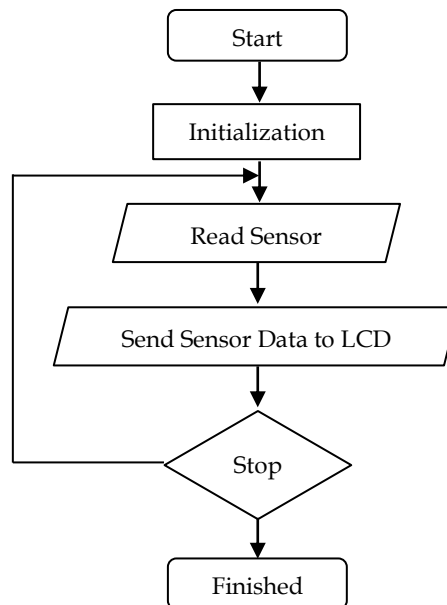 Start
Initialization
Read Sensor
Send Sensor Data to LCD
Stop
Finished